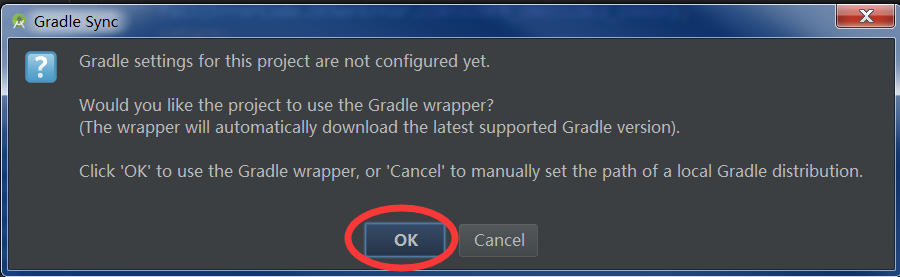 Gradle Sync
Gradle settings for this project are not configured yet.
Would you like the project to use the Gradle wrapper?
(The wrapper will automatically download the latest supported Gradle version).
Click 'OK' to use the Gradle wrapper, or 'Cancel' to manually set the path of a local Gradle distribution.
OK Cancel